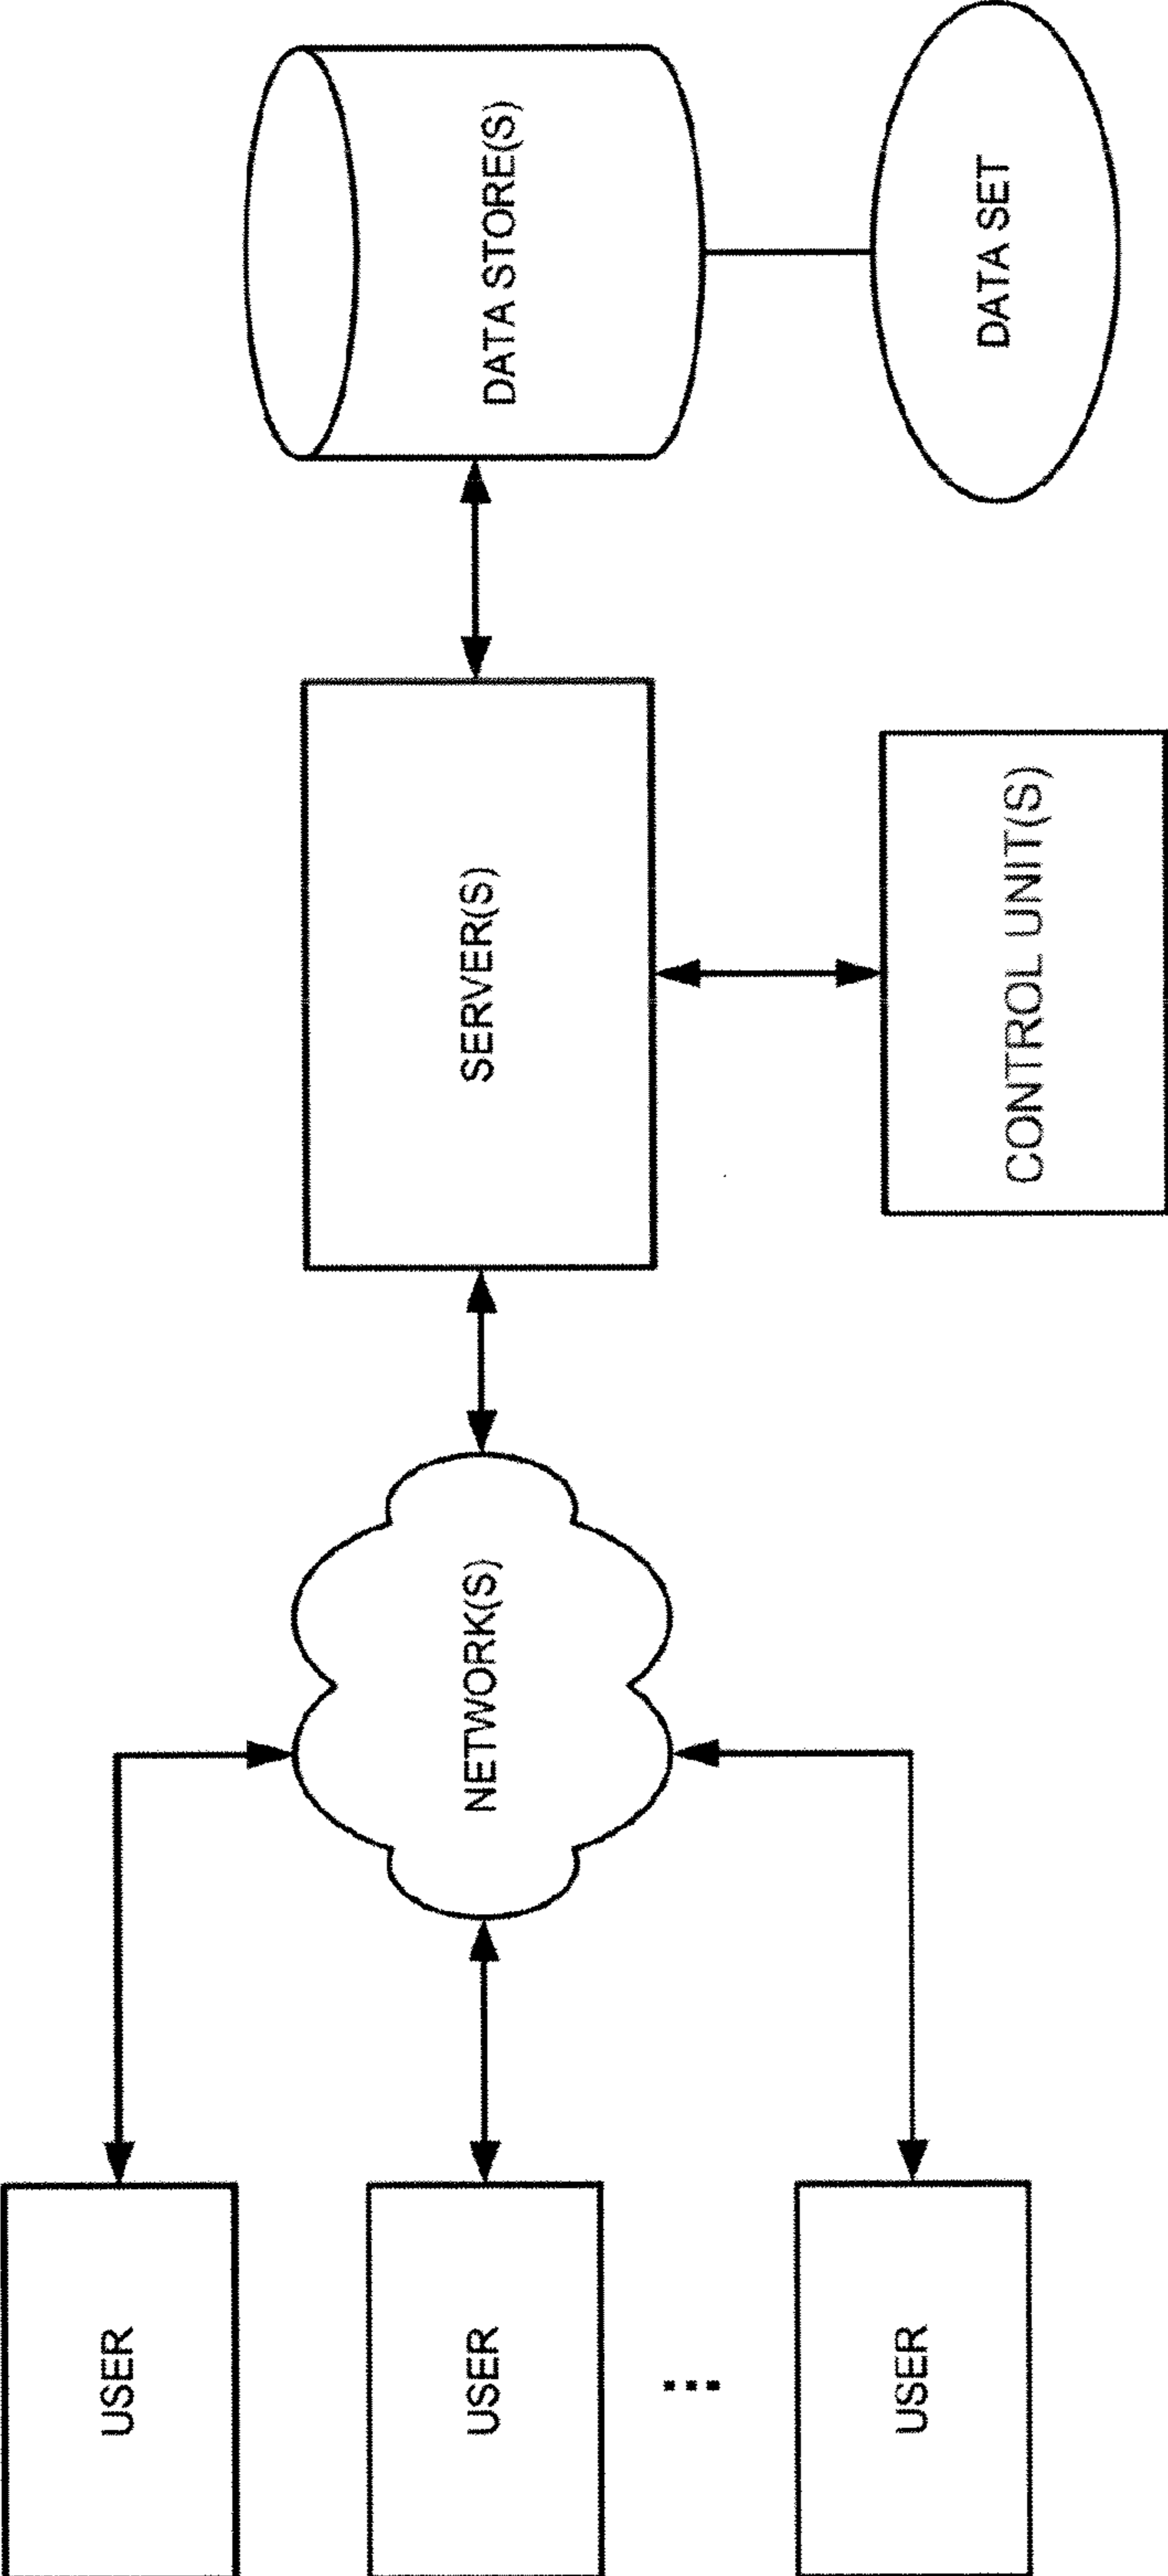 USER
USER
...
USER
NETWORK(S)
SERVER(S)
CONTROL UNIT(S)
DATA STORE(S)
DATA SET